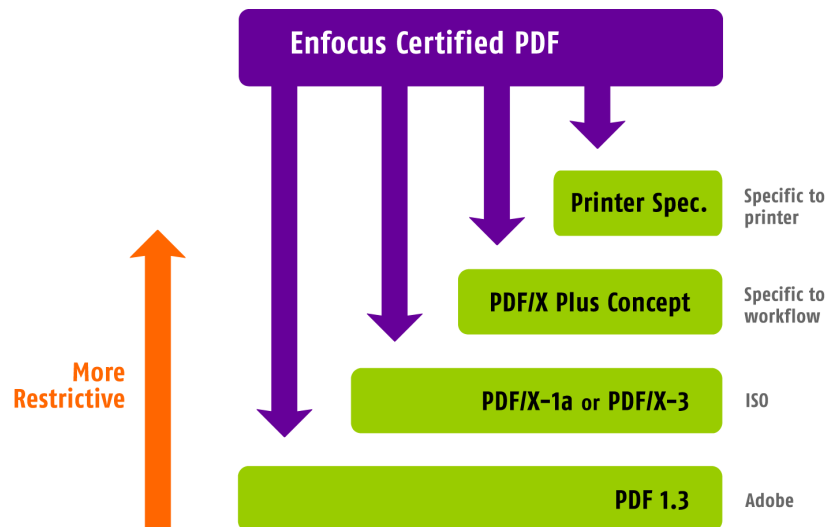 Enfocus Certified PDF
Printer Spec.
Specific to
printer
PDF/X Plus Concept
Specific to
workflow
More
Restrictive
PDF/X-1a or PDF/X-3
ISO
PDF 1.3
Adobe